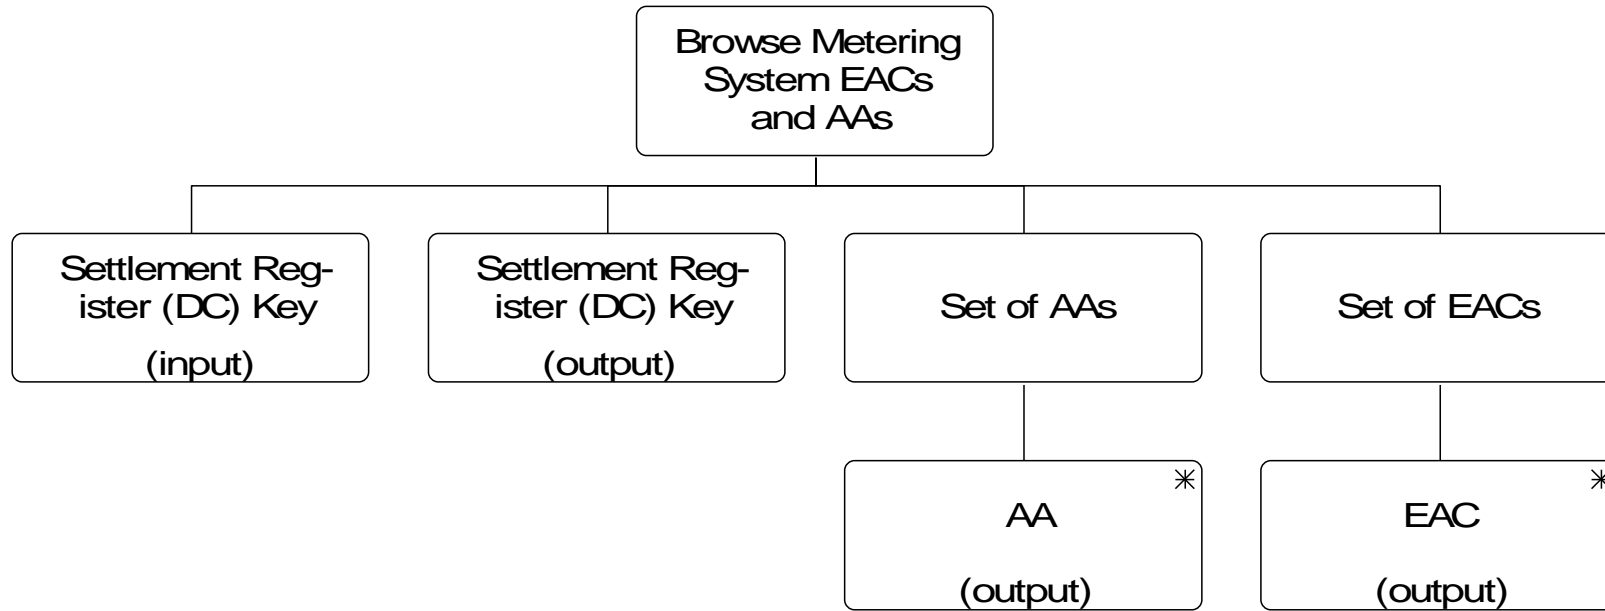 Browse Metering
System EACs
and AAs
Settlement Reg-
ister (DC) Key
(input)
Settlement Reg-
ister (DC) Key
(output)
Set of AAs
Set of EACs
*
AA
(output)
*
EAC
(output)